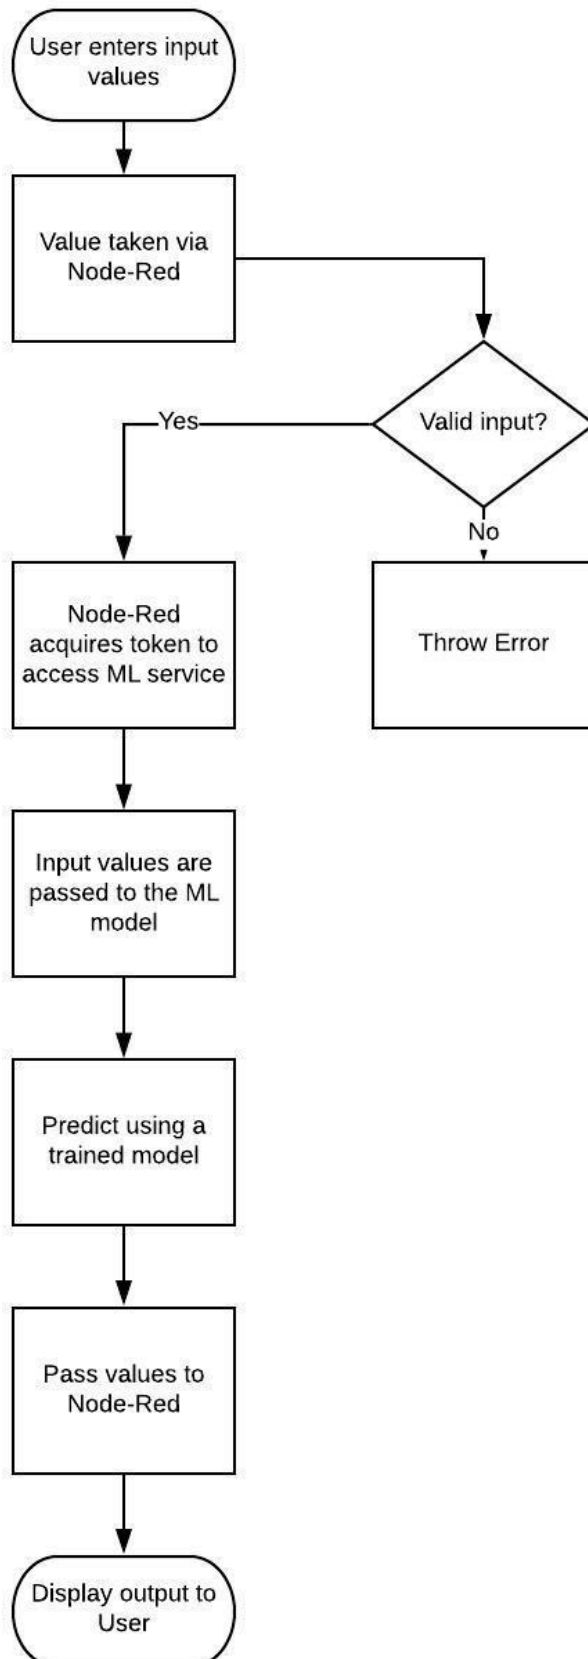 User enters input
values
Value taken via
Node-Red
Valid input?
Yes
No
Node-Red
acquires token to
access ML service
Throw Error
Input values are
passed to the ML
model
Predict using a
trained model
Pass values to
Node-Red
Display output to
User